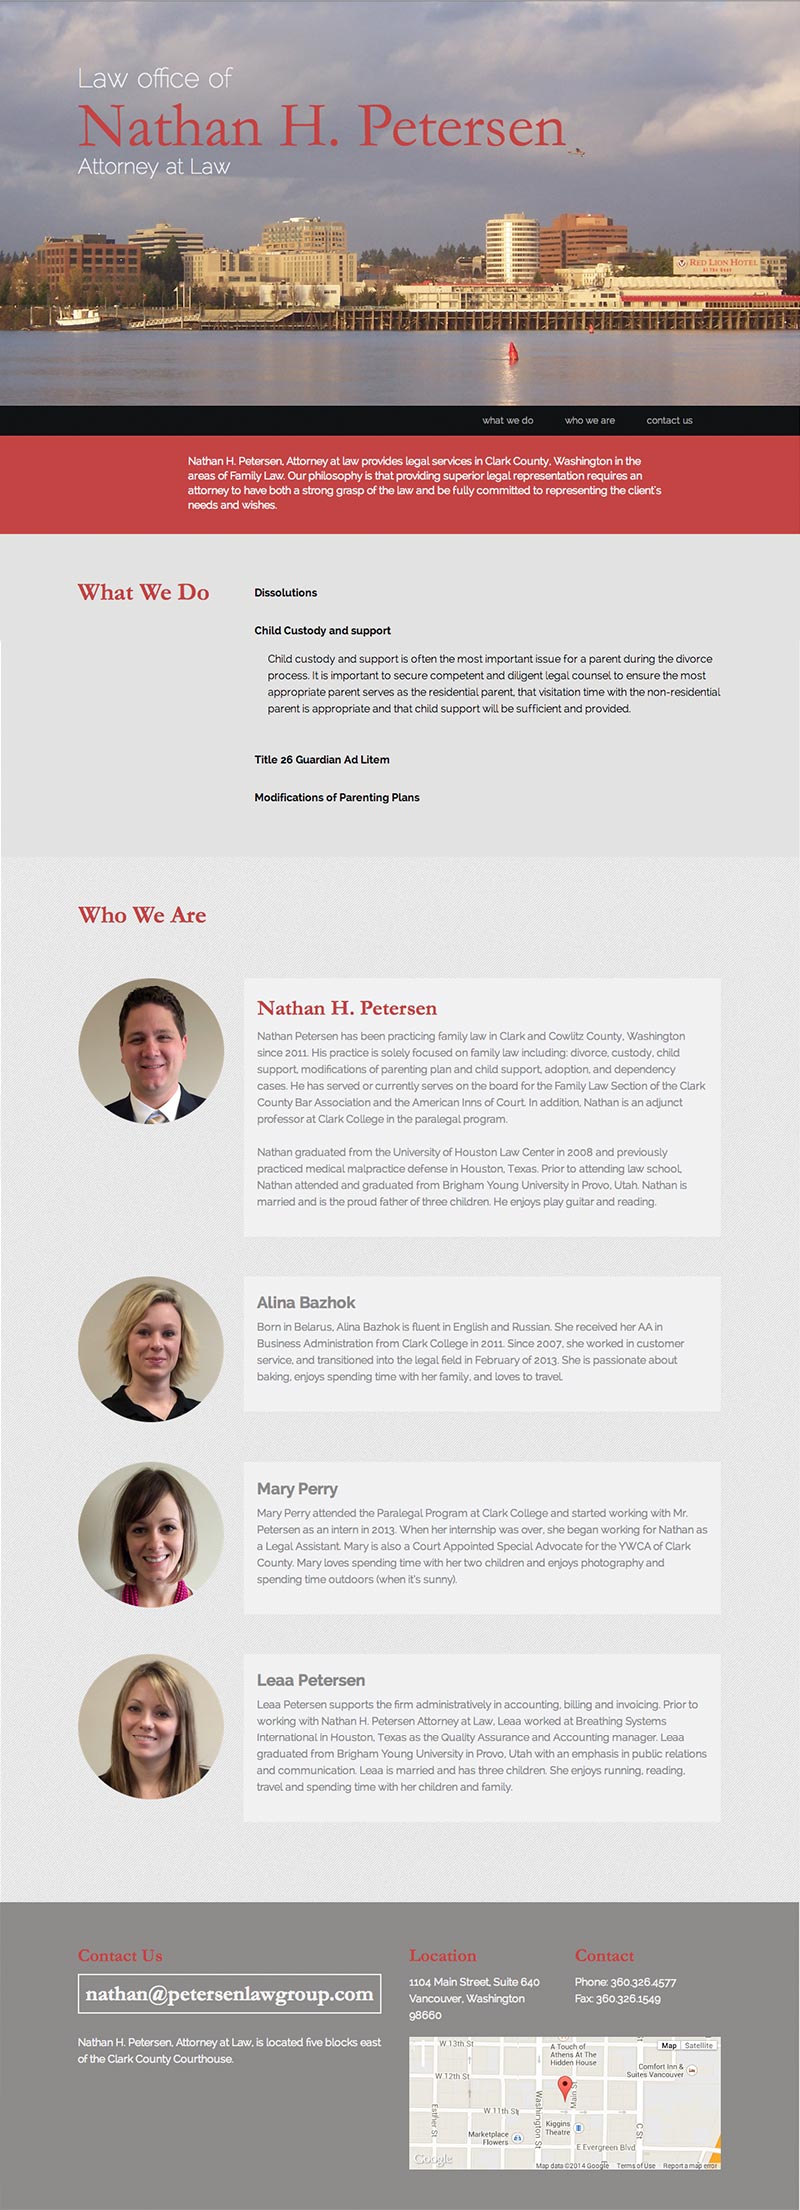 Law office of
Nathan H. Petersen
Attorney at Law
RED LION HOTEL
At The Quay
what we do who we are contact us
Nathan H. Petersen, Attorney at law provides legal services in Clark County, Washington in the
areas of Family Law. Our philosophy is that providing superior legal representation requires an
attorney to have both a strong grasp of the law and be fully committed to representing the client's
needs and wishes.
What We Do
Dissolutions
Child Custody and support
Child custody and support is often the most important issue for a parent during the divorce
process. It is important to secure competent and diligent legal counsel to ensure the most
appropriate parent serves as the residential parent, that visitation time with the non-residential
parent is appropriate and that child support will be sufficient and provided.
Title 26 Guardian Ad Litem
Modifications of Parenting Plans
Who We Are
Nathan H. Petersen
Nathan Petersen has been practicing family law in Clark and Cowlitz County, Washington
since 2011. His practice is solely focused on family law including: divorce, custody, child
support, modifications of parenting plan and child support, adoption, and dependency
cases. He has served or currently serves on the board for the Family Law Section of the Clark
County Bar Association and the American Inns of Court. In addition, Nathan is an adjunct
professor at Clark College in the paralegal program.
Nathan graduated from the University of Houston Law Center in 2008 and previously
practiced medical malpractice defense in Houston, Texas. Prior to attending law school,
Nathan attended and graduated from Brigham Young University in Provo, Utah. Nathan is
married and is the proud father of three children. He enjoys play guitar and reading.
Alina Bazhok
Born in Belarus, Alina Bazhok is fluent in English and Russian. She received her AA in
Business Administration from Clark College in 2011. Since 2007, she worked in customer
service, and transitioned into the legal field in February of 2013. She is passionate about
baking, enjoys spending time with her family, and loves to travel.
Mary Perry
Mary Perry attended the Paralegal Program at Clark College and started working with Mr.
Petersen as an intern in 2013. When her internship was over, she began working for Nathan as
a Legal Assistant. Mary is also a Court Appointed Special Advocate for the YWCA of Clark
County. Mary loves spending time with her two children and enjoys photography and
spending time outdoors (when it's sunny).
Leaa Petersen
Leaa Petersen supports the firm administratively in accounting, billing and invoicing. Prior to
working with Nathan H. Petersen Attorney at Law, Leaa worked at Breathing Systems
International in Houston, Texas as the Quality Assurance and Accounting manager. Leaa
graduated from Brigham Young University in Provo, Utah with an emphasis in public relations
and communication. Leaa is married and has three children. She enjoys running, reading,
travel and spending time with her children and family.
Contact Us
nathan@petersenlawgroup.com
Nathan H. Petersen, Attorney at Law, is located five blocks east
of the Clark County Courthouse.
Location
1104 Main Street, Suite 640
Vancouver, Washington
98660
Contact
Phone: 360.326.4577
Fax: 360.326.1549
W 13th St
A Touch of
Athens At The
Hidden House
Map Satellite
Comfort Inn &
Suites Vancouver
W 12th St
Main St
W 11th St
Washington St
Esther St
C St
Kiggins
Theatre
Marketplace
Flowers
E Evergreen Blvd
Google
Map data ©2014 Google Terms of Use Report a map error